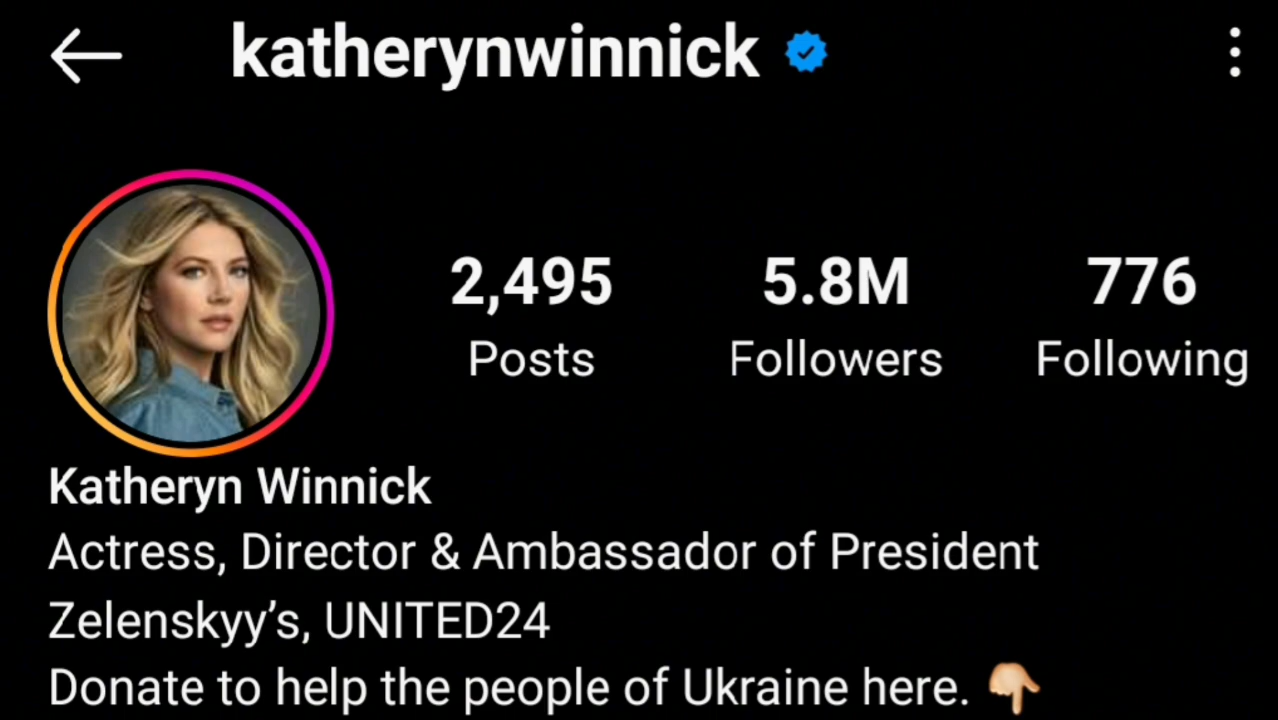 katherynwinnick
2,495 5.8M 776
Posts Followers Following
Katheryn Winnick
Actress, Director & Ambassador of President
Zelenskyy’s, UNITED24
Donate to help the people of Ukraine here. 👇🏼